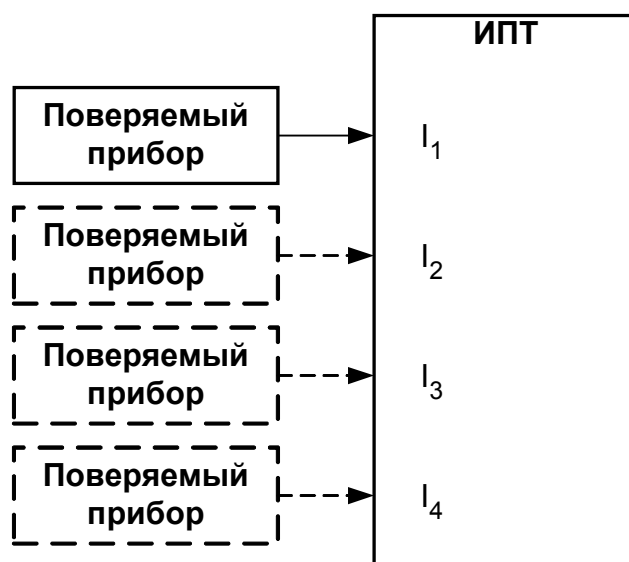 ИПТ
Поверяемый
прибор
I₁
Поверяемый
прибор
I₂
Поверяемый
прибор
I₃
Поверяемый
прибор
I₄